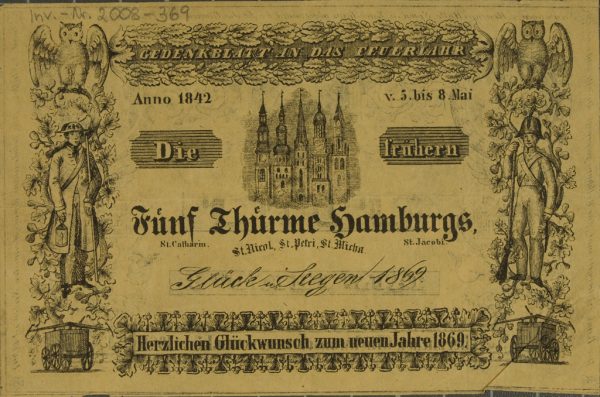 Inv.-Nr. 2008-369
GEDENKBLATT AN DAS FEUERJAHR
Anno 1842 v. 5. bis 8. Mai
Die frühern
Fünf Thürme Hamburgs,
St. Catharin. St. Nicol, St. Petri, St Micha St. Jacobi.
Glück u Seegen 1869.
Herzlichen Glückwunsch zum neuen Jahre 1869.